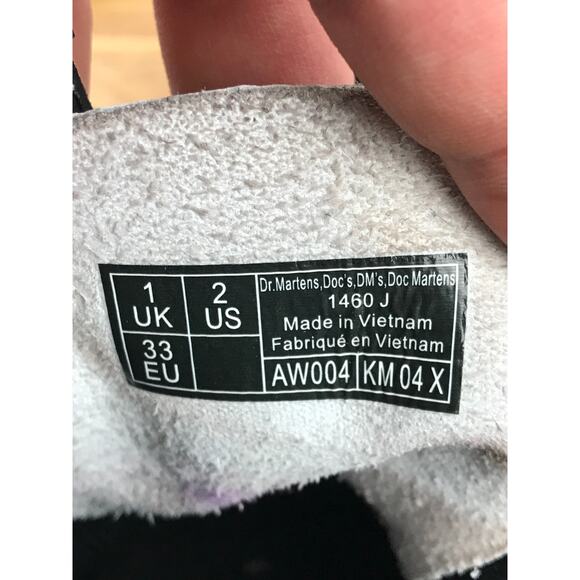 1 UK
2 US
33 EU
Dr.Martens,Doc's,DM's,Doc Martens
1460 J
Made in Vietnam
Fabriqué en Vietnam
AW004
KM 04 X